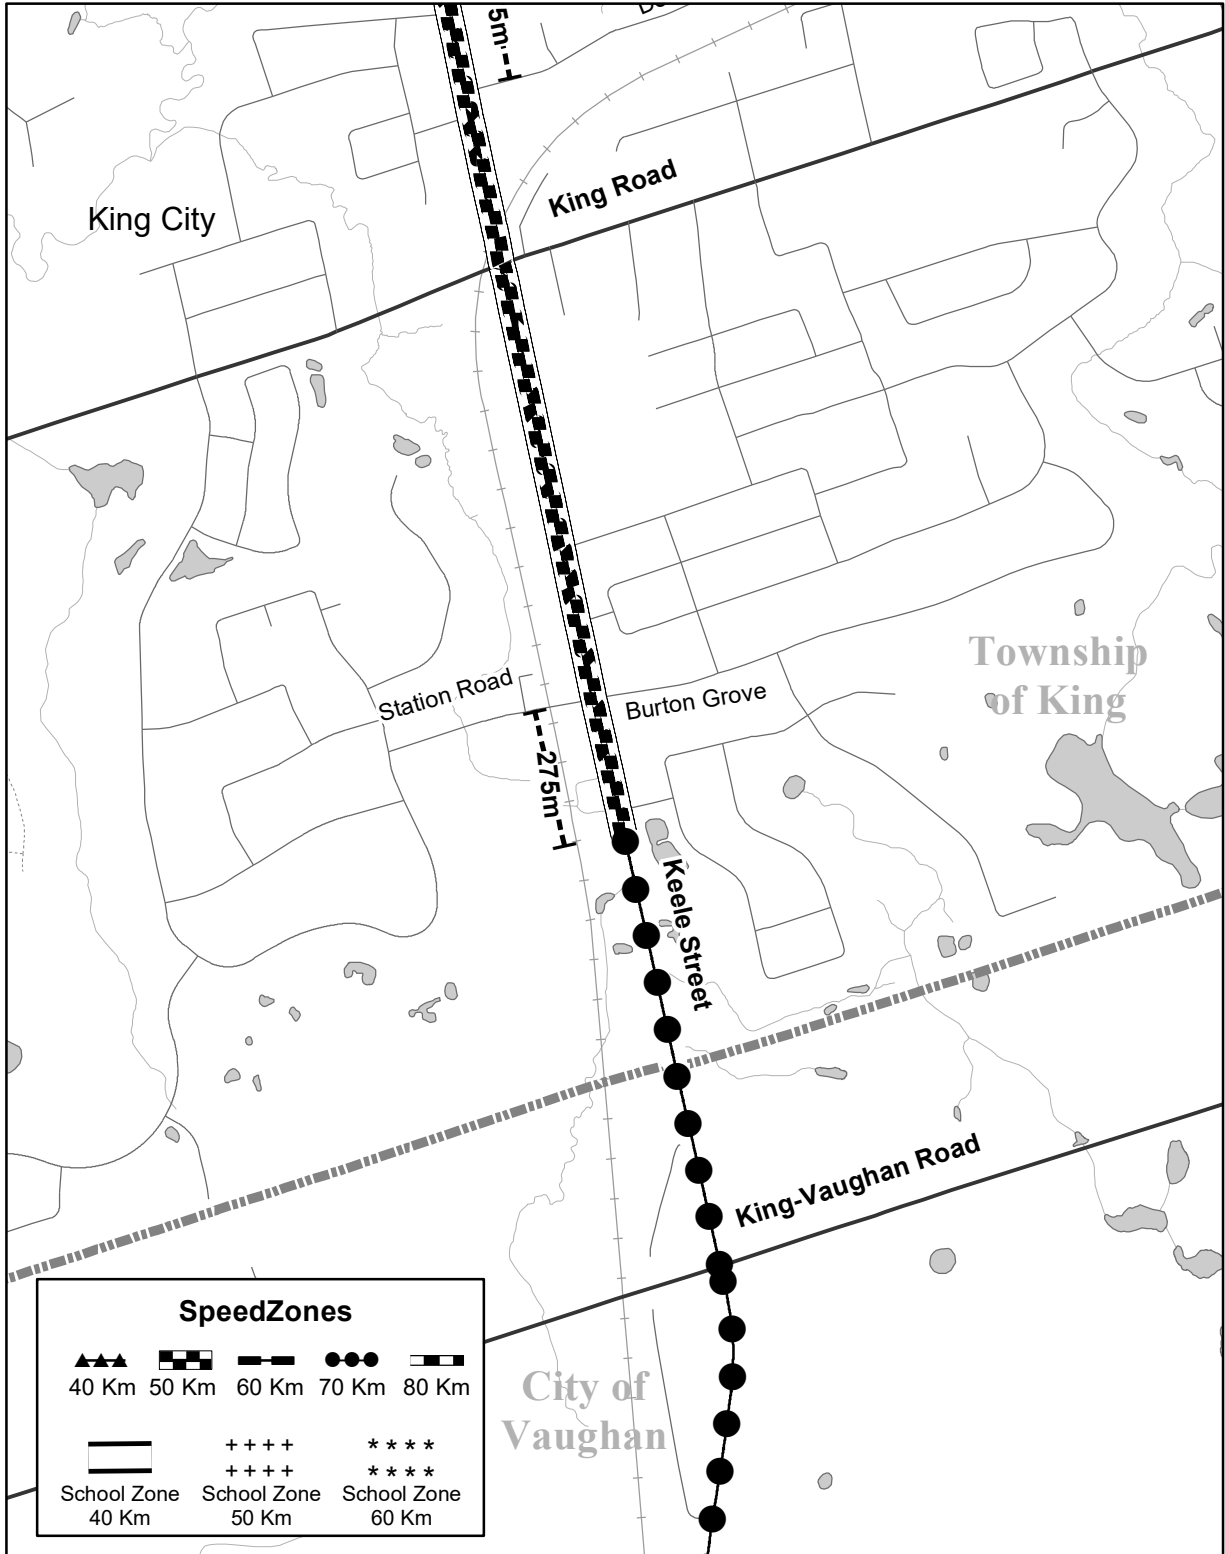 5m
King Road
King City
Township
of King
Station Road
Burton Grove
275m
Keele Street
King-Vaughan Road
City of
Vaughan
SpeedZones
40 Km 50 Km 60 Km 70 Km 80 Km
School Zone School Zone School Zone
40 Km 50 Km 60 Km